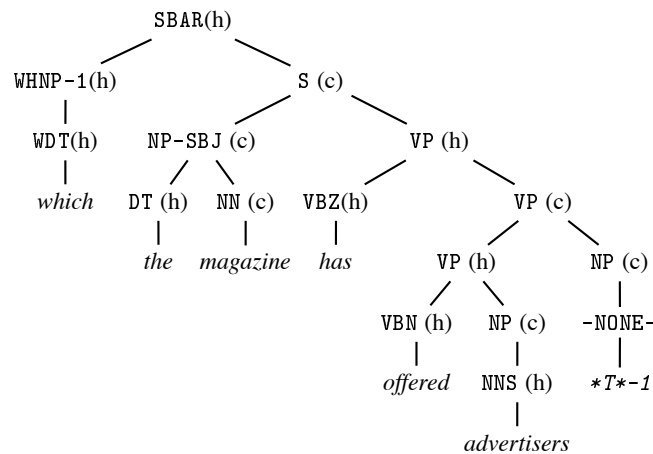 SBAR(h)
WHNP-1(h) S (c)
WDT(h) NP-SBJ (c) VP (h)
which DT (h) NN (c) VBZ(h) VP (c)
the magazine has VP (h) NP (c)
VBN (h) NP (c) -NONE-
offered NNS (h) *T*-1
advertisers